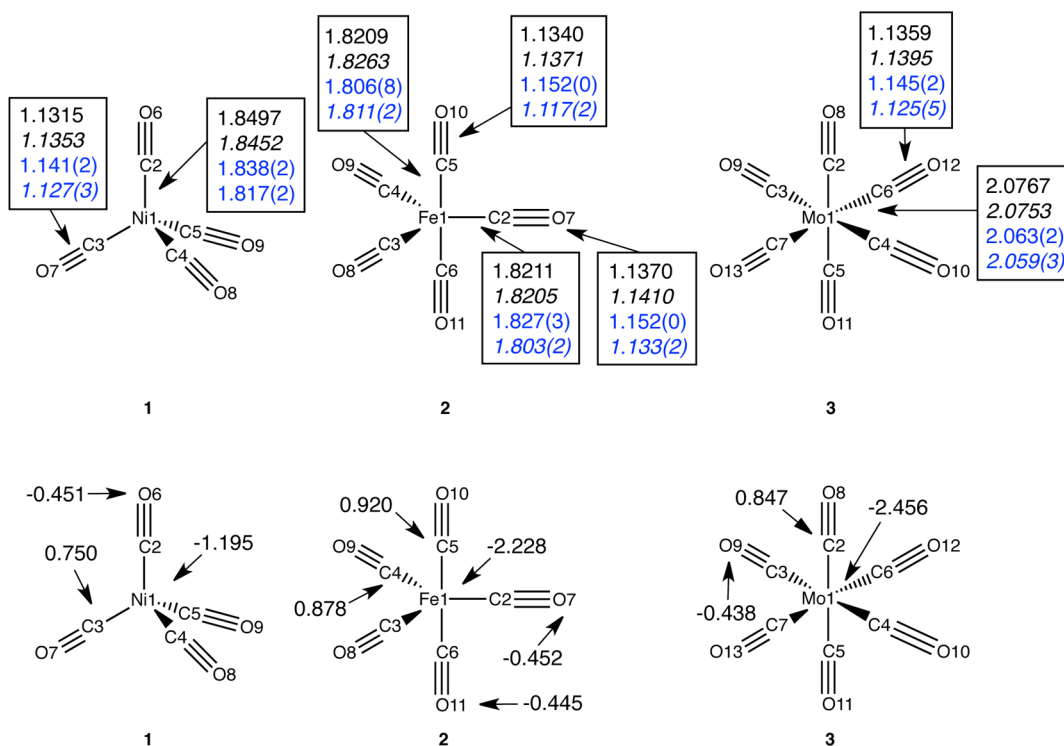 1.8209
1.8263
1.806(8)
1.811(2)
1.1340
1.1371
1.152(0)
1.117(2)
1.1359
1.1395
1.145(2)
1.125(5)
1.1315
1.1353
1.141(2)
1.127(3)
1.8497
1.8452
1.838(2)
1.817(2)
O6
C2
Ni1
C3
O7
C5
O9
C4
O8
O10
C5
O9
C4
Fe1
C2
O7
O8
C3
C6
O11
1.8211
1.8205
1.827(3)
1.803(2)
1.1370
1.1410
1.152(0)
1.133(2)
O8
C2
O9
C3
C6
O12
Mo1
C7
O13
C4
O10
C5
O11
2.0767
2.0753
2.063(2)
2.059(3)
1
2
3
-0.451
O6
0.750
C2
-1.195
Ni1
C3
O7
C5
O9
C4
O8
0.920
O10
C5
O9
C4
-2.228
0.878
Fe1
C2
O7
O8
C3
-0.452
C6
O11
-0.445
0.847
O8
C2
-2.456
O9
C3
C6
O12
Mo1
-0.438
C7
O13
C4
O10
C5
O11
1
2
3